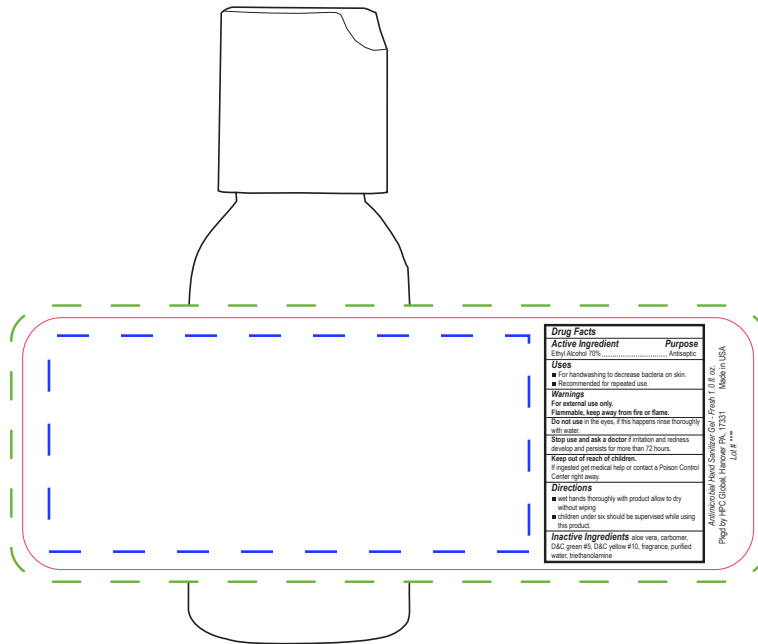 Drug Facts
Active Ingredient Purpose
Ethyl Alcohol 70%................................ Antiseptic
Uses
■ For handwashing to decrease bacteria on skin.
■ Recommended for repeated use.
Warnings
For external use only.
Flammable, keep away from fire or flame.
Do not use in the eyes, if this happens rinse thoroughly
with water.
Stop use and ask a doctor if irritation and redness
develop and persists for more than 72 hours.
Keep out of reach of children.
If ingested get medical help or contact a Poison Control
Center right away.
Directions
■ wet hands thoroughly with product allow to dry
without wiping
■ children under six should be supervised while using
this product.
Inactive Ingredients aloe vera, carbomer,
D&C green #5, D&C yellow #10, fragrance, purified
water, triethanolamine
Antimicrobial Hand Sanitizer Gel - Fresh 1.0 fl. oz.
Pkgd by HPC Global, Hanover PA, 17331 Made in USA
Lot # ****